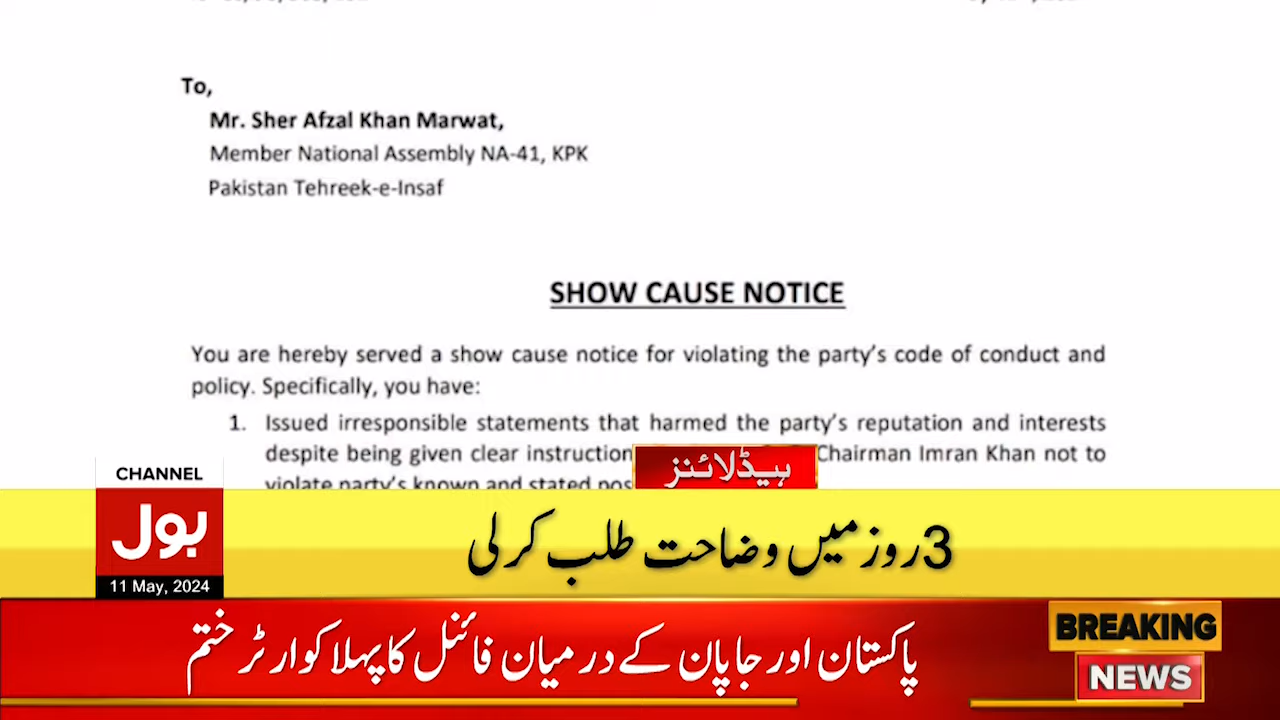 To,
Mr. Sher Afzal Khan Marwat,
Member National Assembly NA-41, KPK
Pakistan Tehreek-e-Insaf
SHOW CAUSE NOTICE
You are hereby served a show cause notice for violating the party's code of conduct and
policy. Specifically, you have:
1. Issued irresponsible statements that harmed the party's reputation and interests
despite being given clear instruction Chairman Imran Khan not to
violate party's known and stated pos
ہیڈلائنز
CHANNEL
بول
11 May, 2024
3 روز میں وضاحت طلب کر لی
پاکستان اور جاپان کے درمیان فائنل کا پہلا کوارٹر ختم
BREAKING
NEWS